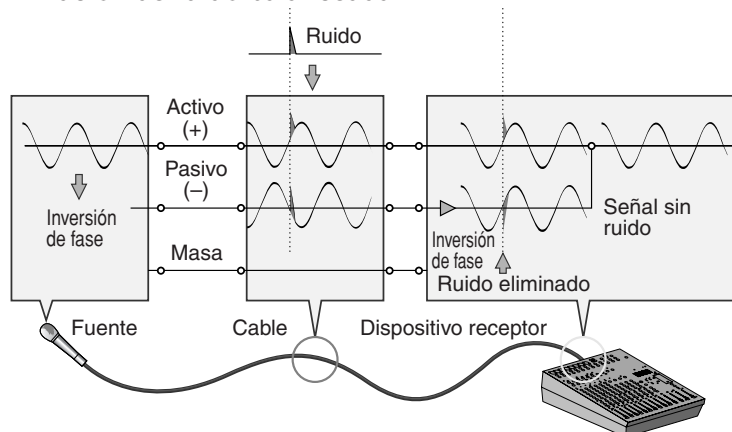 Ruido
Activo
(+)
Pasivo
(–)
Inversión
de fase
Masa
Inversión
de fase
Señal sin
ruido
Ruido eliminado
Fuente
Cable
Dispositivo receptor